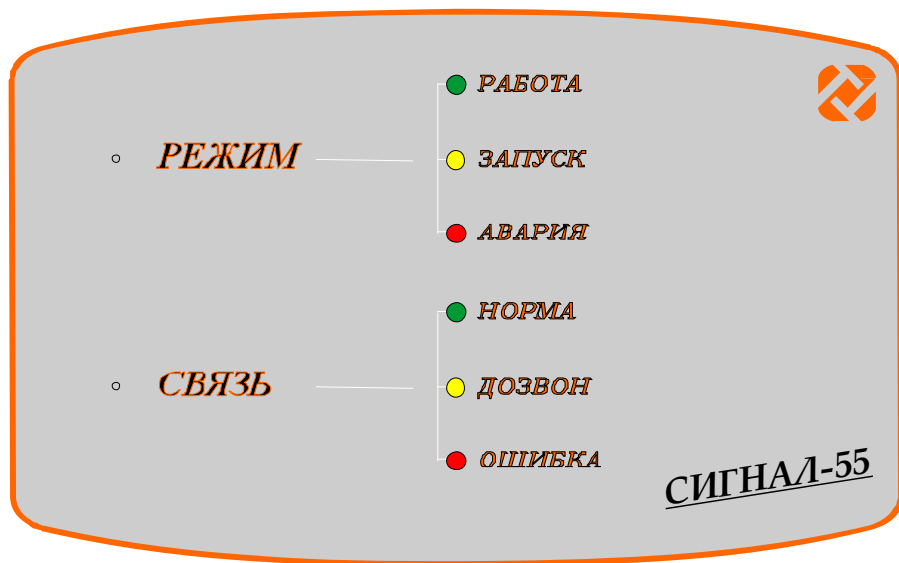 РЕЖИМ
РАБОТА
ЗАПУСК
АВАРИЯ
СВЯЗЬ
НОРМА
ДОЗВОН
ОШИБКА
СИГНАЛ-55